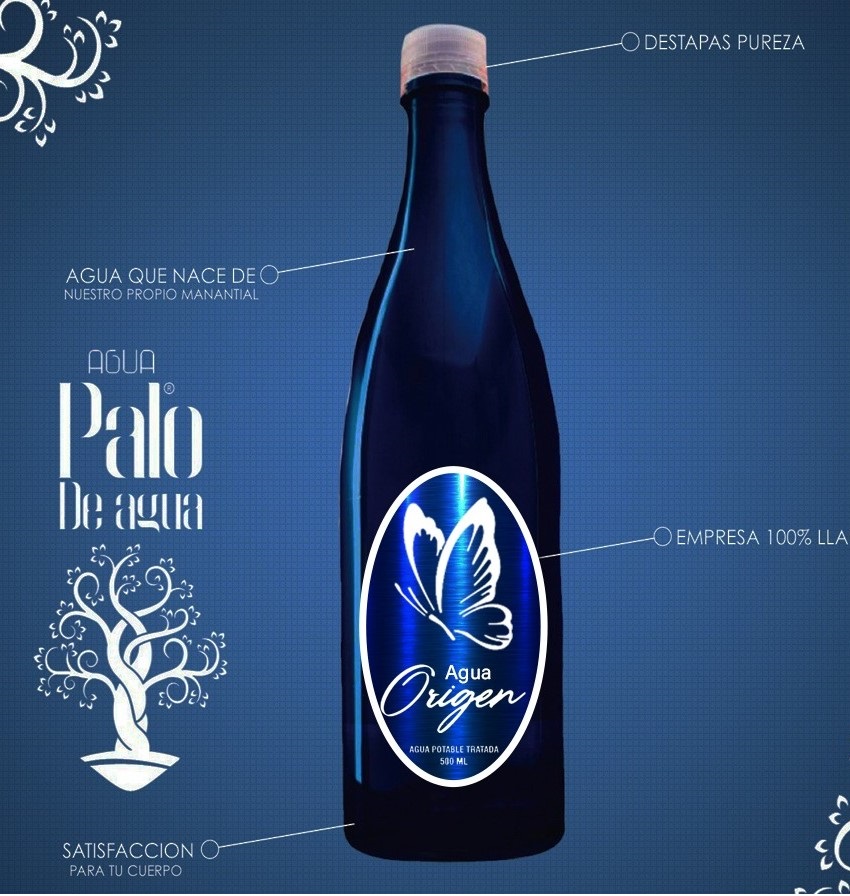 DESTAPAS PUREZA
AGUA QUE NACE DE
NUESTRO PROPIO MANANTIAL
AGUA
Palo®
De agua
EMPRESA 100% LLA
Agua
Origen
AGUA POTABLE TRATADA
500 ML
SATISFACCION
PARA TU CUERPO